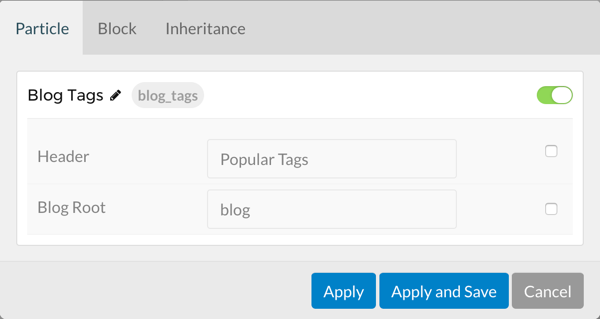 Particle Block Inheritance
Blog Tags blog_tags
Header Popular Tags
Blog Root blog
Apply Apply and Save Cancel